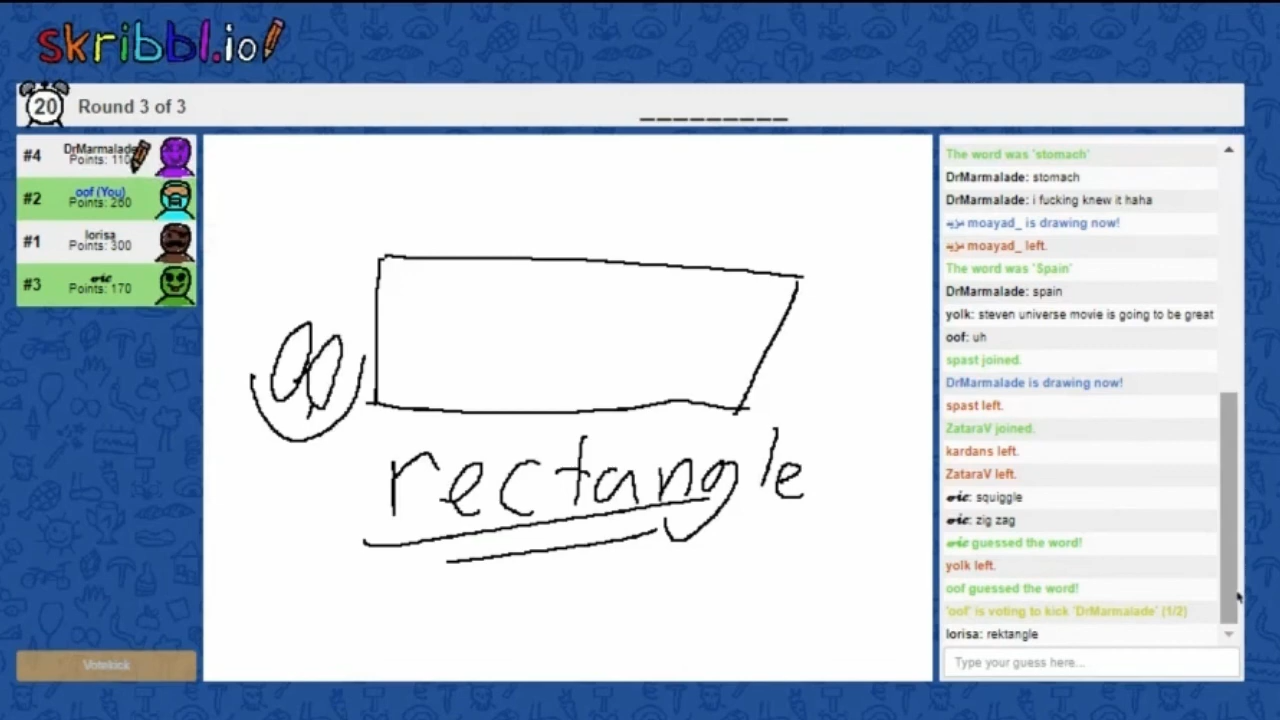 skribbl.io
20 Round 3 of 3 _________
#4 DrMarmalade
Points: 110
#2 oof (You)
Points: 260
#1 lorisa
Points: 300
#3 𝓿𝓲𝓬
Points: 170
Votekick
rectangle
The word was 'stomach'
DrMarmalade: stomach
DrMarmalade: i fucking knew it haha
moayad_ is drawing now!
moayad_ left.
The word was 'Spain'
DrMarmalade: spain
yolk: steven universe movie is going to be great
oof: uh
spast joined.
DrMarmalade is drawing now!
spast left.
ZataraV joined.
kardans left.
ZataraV left.
𝓿𝓲𝓬: squiggle
𝓿𝓲𝓬: zig zag
𝓿𝓲𝓬 guessed the word!
yolk left.
oof guessed the word!
'oof' is voting to kick 'DrMarmalade' (1/2)
lorisa: rektangle
Type your guess here...